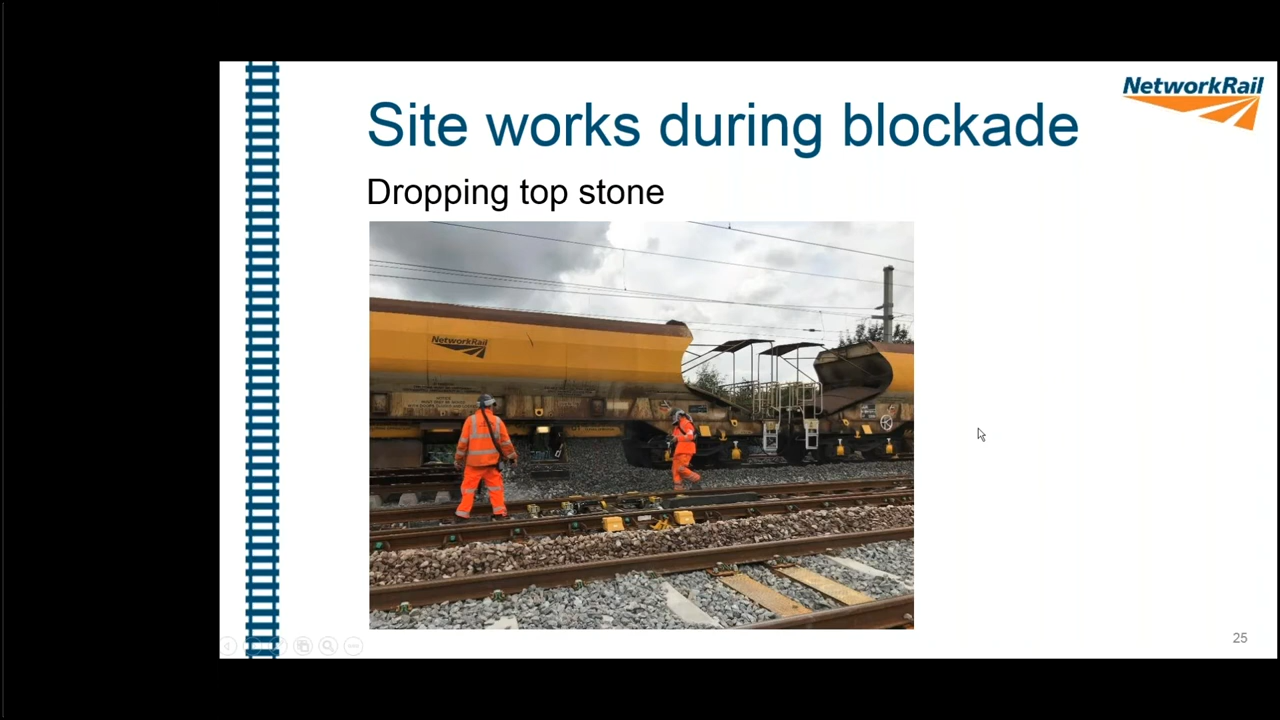 NetworkRail
Site works during blockade
Dropping top stone
NetworkRail
25